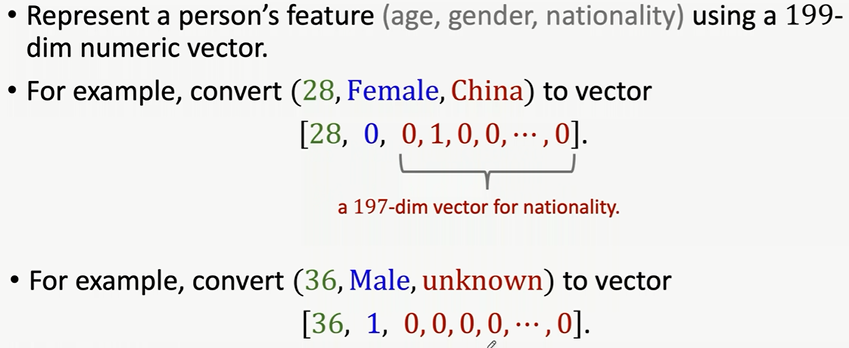 • Represent a person’s feature (age, gender, nationality) using a 199-
dim numeric vector.
• For example, convert (28, Female, China) to vector
[28, 0, 0, 1, 0, 0, ⋯ , 0].
a 197-dim vector for nationality.
• For example, convert (36, Male, unknown) to vector
[36, 1, 0, 0, 0, 0, ⋯ , 0].